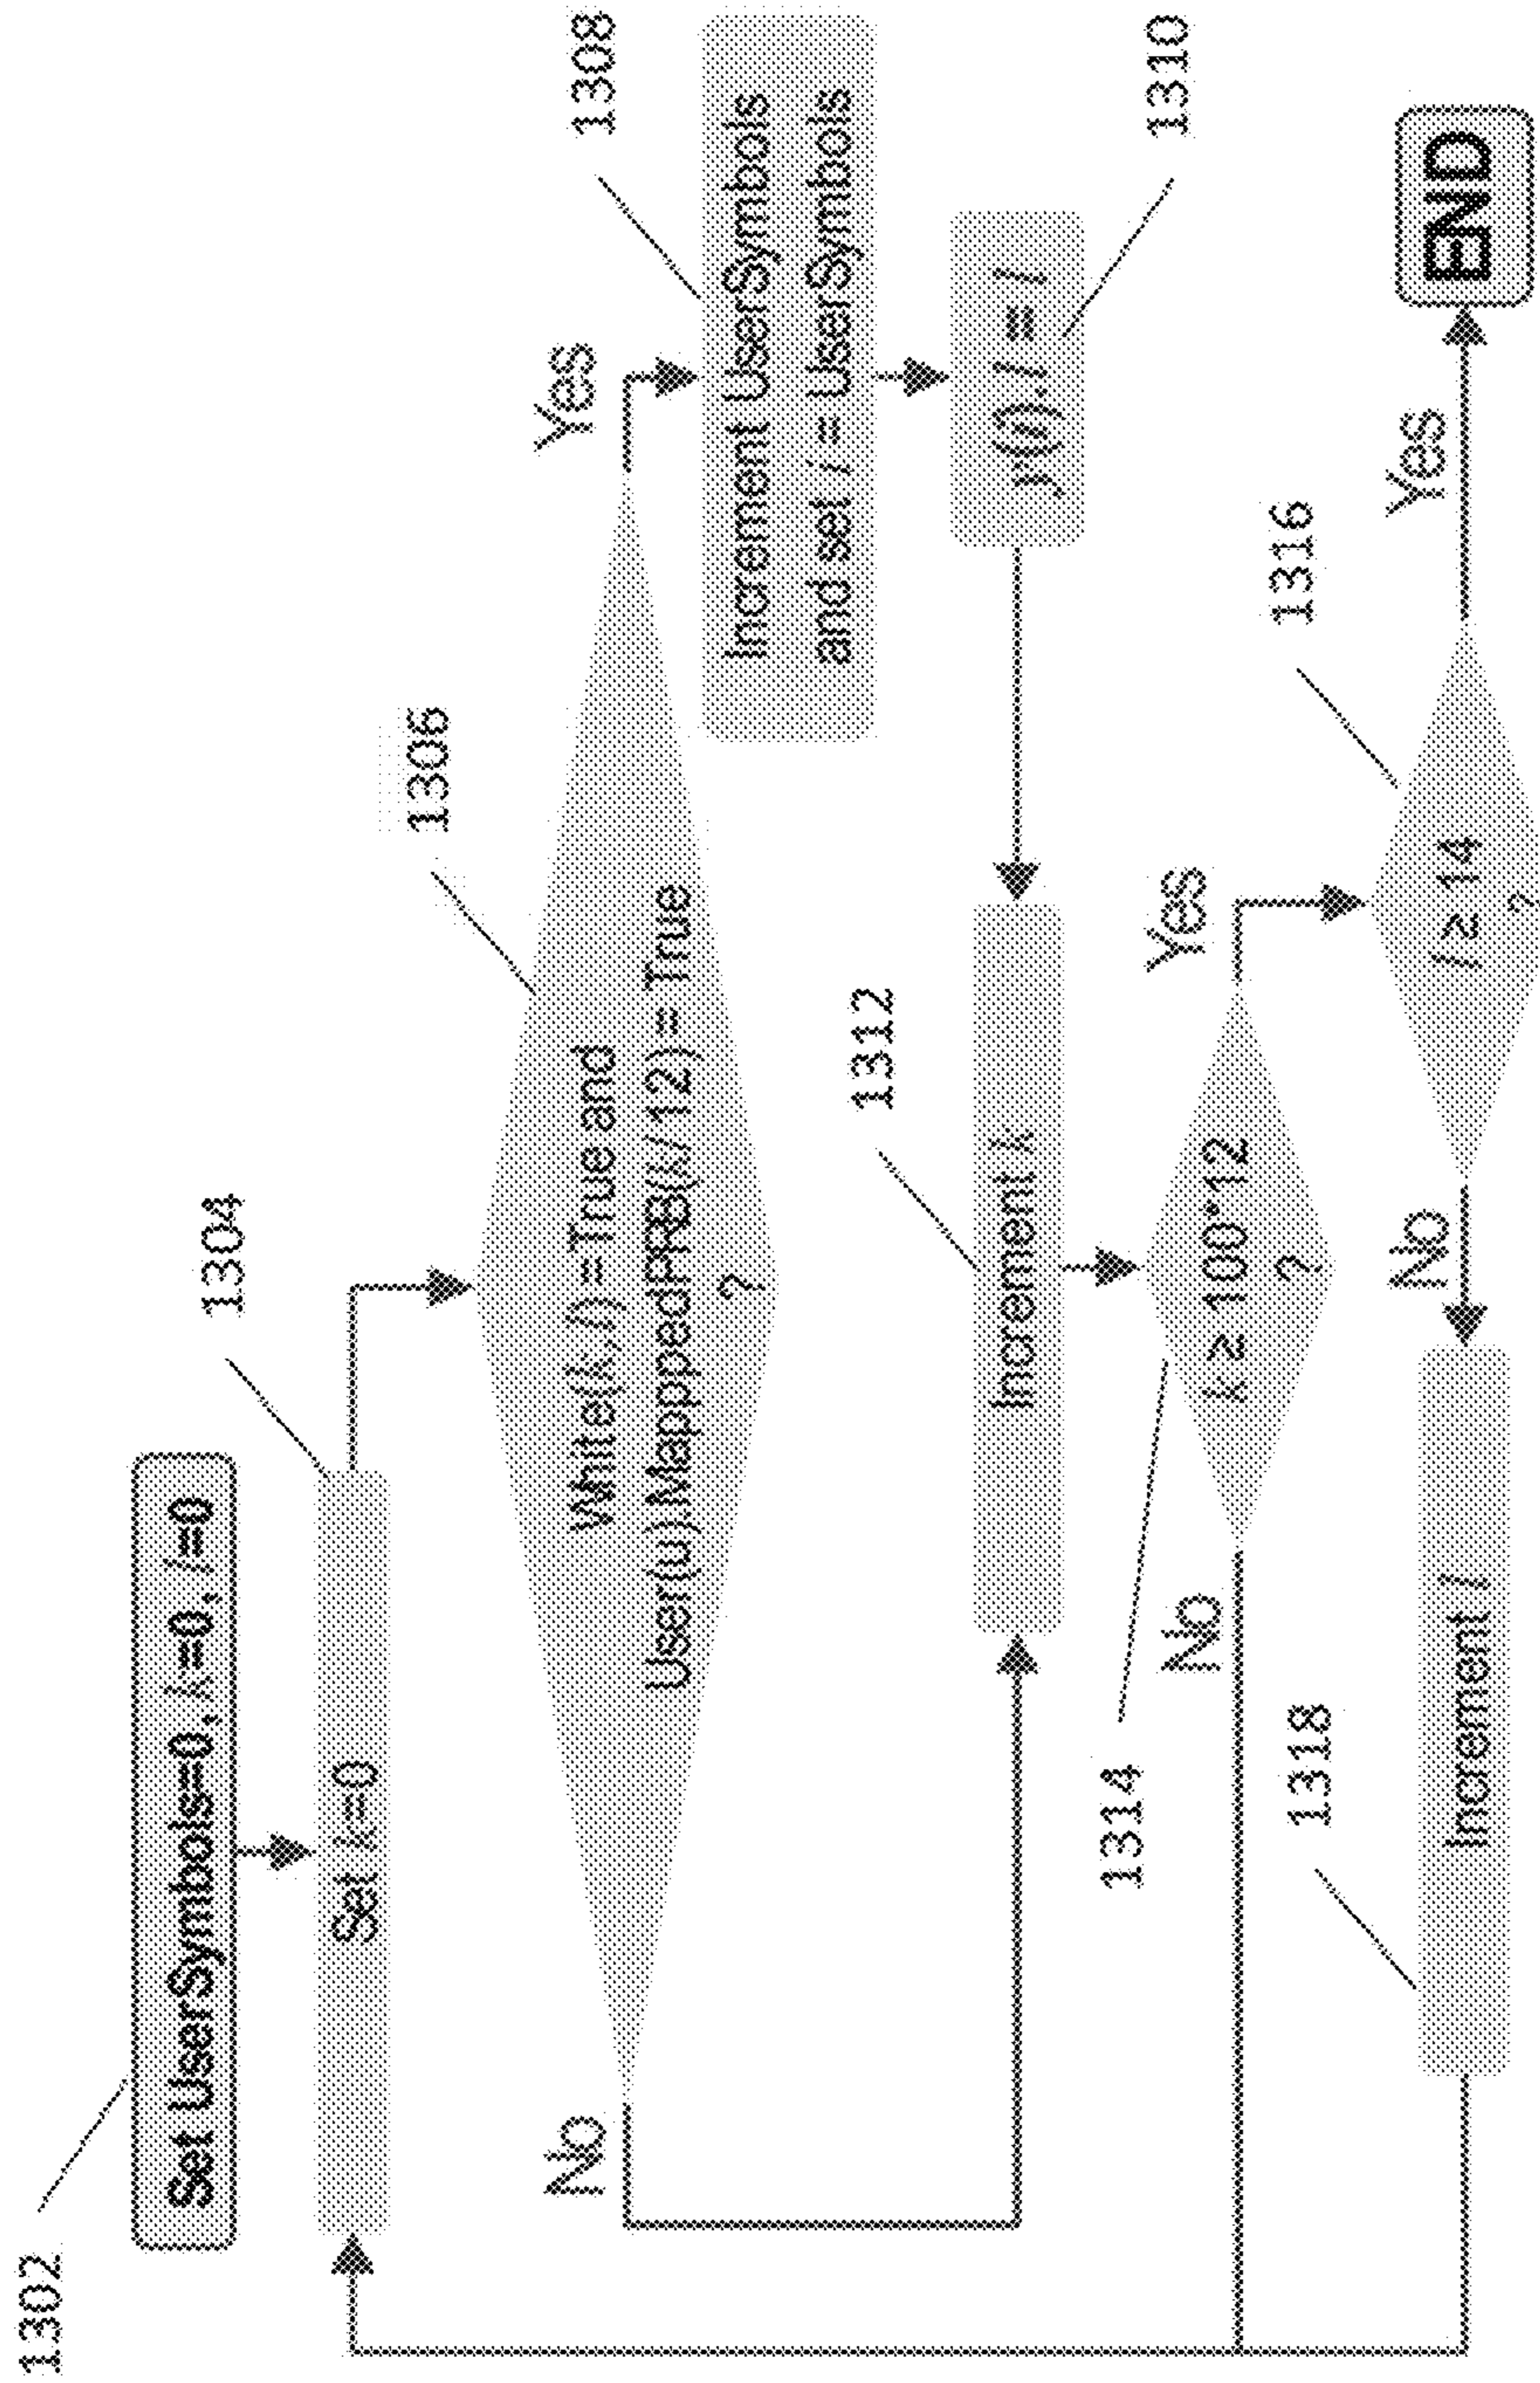 1302
Set UserSymbols=0, k=0, l=0
1304
Set k=0
1306
White(k,l)=True and
User(u).MappedPRB(k/12)=True
?
Yes
No
1308
Increment UserSymbols
and set i = UserSymbols
1310
y(i).l = l
1312
Increment k
1314
k ≥ 100*12
?
Yes
No
1316
l ≥ 14
?
Yes
No
END
1318
Increment l